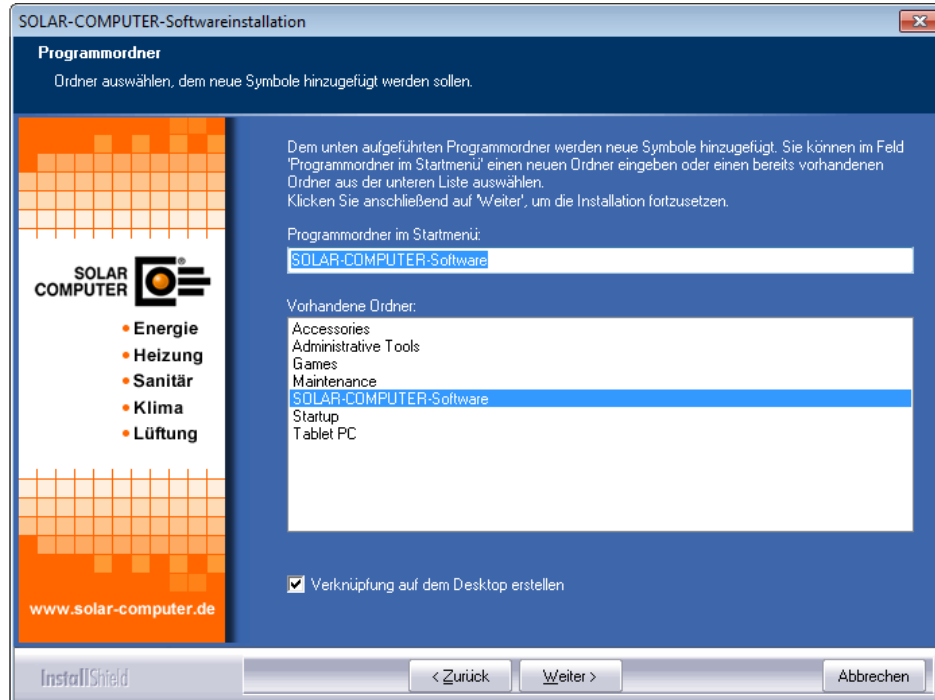 SOLAR-COMPUTER-Softwareinstallation
Programmordner
Ordner auswählen, dem neue Symbole hinzugefügt werden sollen.
Dem unten aufgeführten Programmordner werden neue Symbole hinzugefügt. Sie können im Feld
'Programmordner im Startmenü' einen neuen Ordner eingeben oder einen bereits vorhandenen
Ordner aus der unteren Liste auswählen.
Klicken Sie anschließend auf 'Weiter', um die Installation fortzusetzen.
Programmordner im Startmenü:
SOLAR-COMPUTER-Software
Vorhandene Ordner:
Accessories
Administrative Tools
Games
Maintenance
SOLAR-COMPUTER-Software
Startup
Tablet PC
Verknüpfung auf dem Desktop erstellen
SOLAR
COMPUTER
®
• Energie
• Heizung
• Sanitär
• Klima
• Lüftung
www.solar-computer.de
InstallShield
< Zurück
Weiter >
Abbrechen